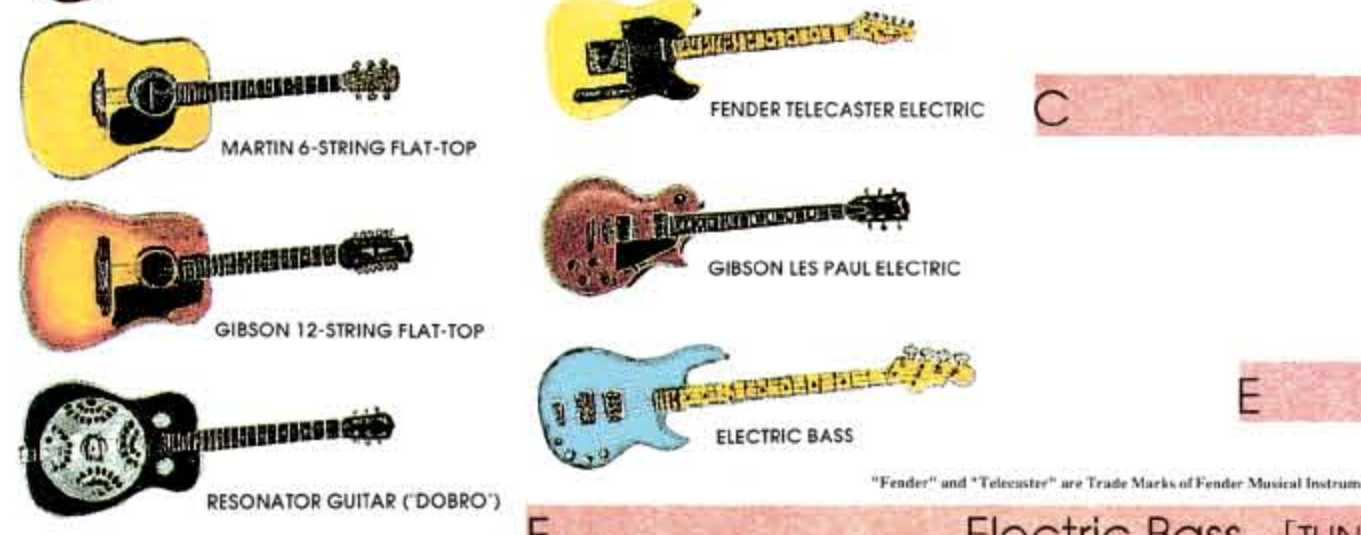 MARTIN 6-STRING FLAT-TOP
GIBSON 12-STRING FLAT-TOP
RESONATOR GUITAR ("DOBRO")
FENDER TELECASTER ELECTRIC
GIBSON LES PAUL ELECTRIC
ELECTRIC BASS
C
E
"Fender" and "Telecaster" are Trade Marks of Fender Musical Instrum
E Electric Bass [TUN